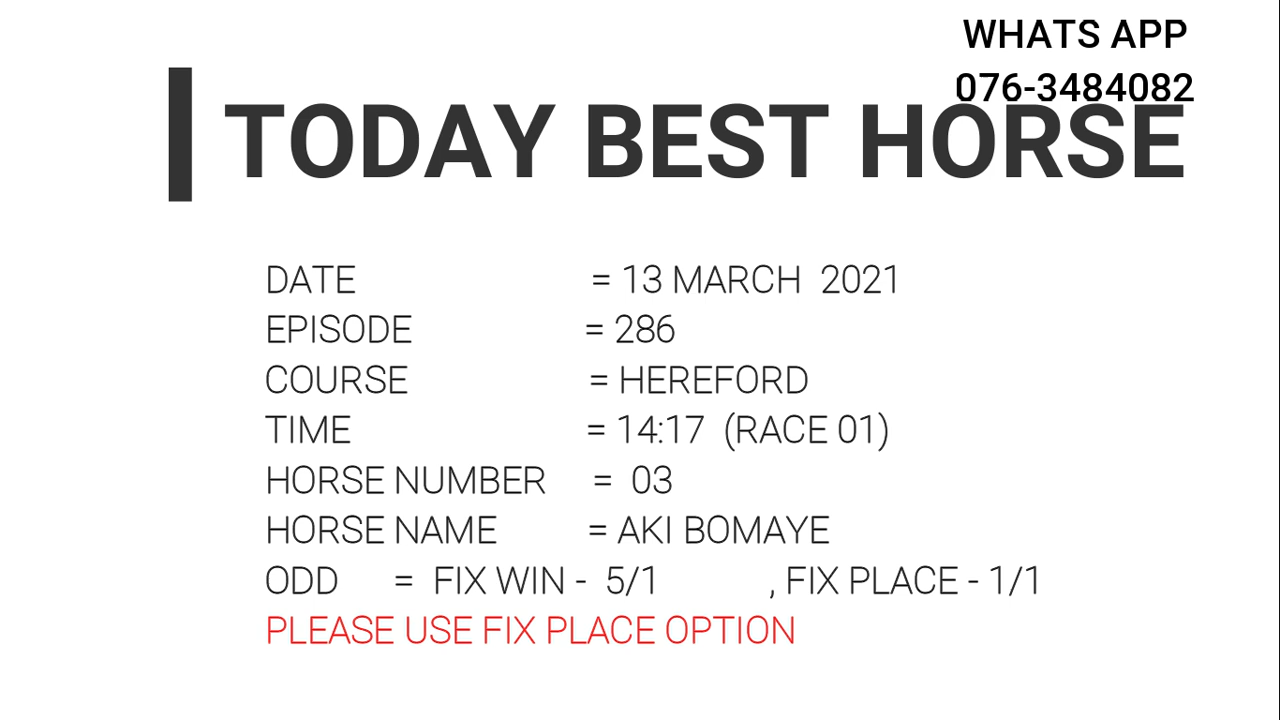 WHATS APP
076-3484082
TODAY BEST HORSE
DATE = 13 MARCH 2021
EPISODE = 286
COURSE = HEREFORD
TIME = 14:17 (RACE 01)
HORSE NUMBER = 03
HORSE NAME = AKI BOMAYE
ODD = FIX WIN - 5/1 , FIX PLACE - 1/1
PLEASE USE FIX PLACE OPTION